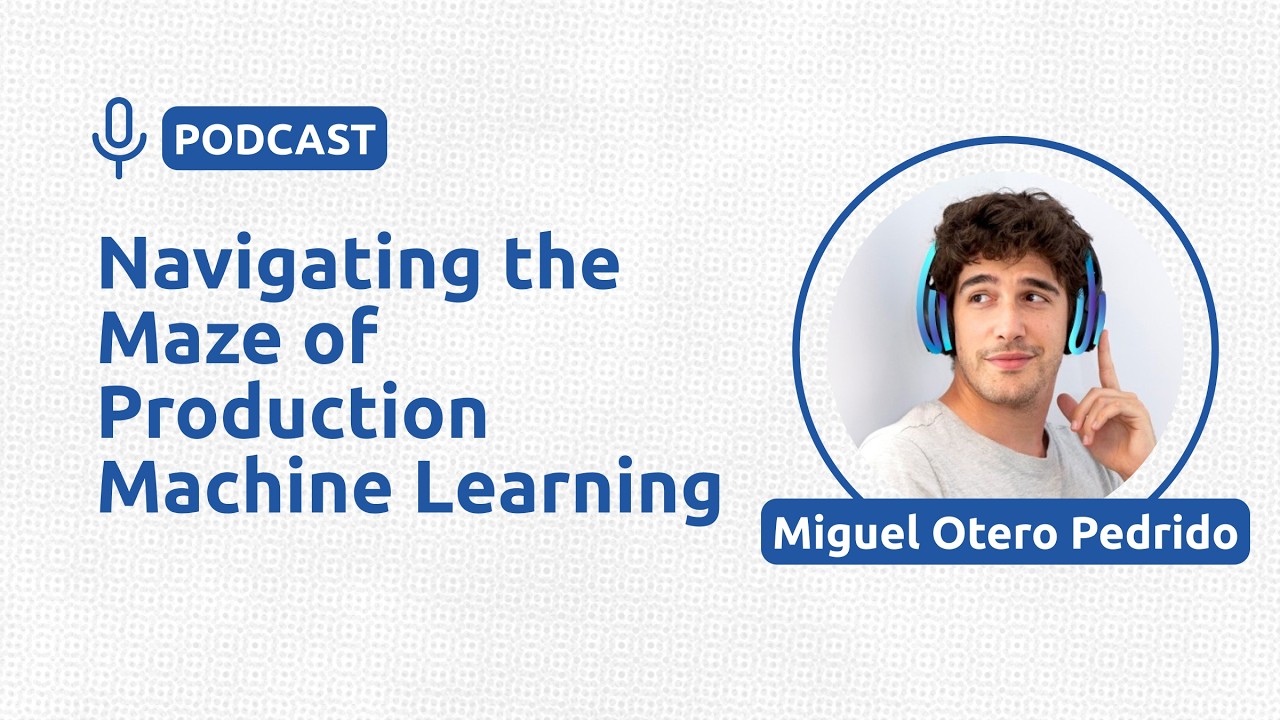 PODCAST
Navigating the
Maze of
Production
Machine Learning
Miguel Otero Pedrido